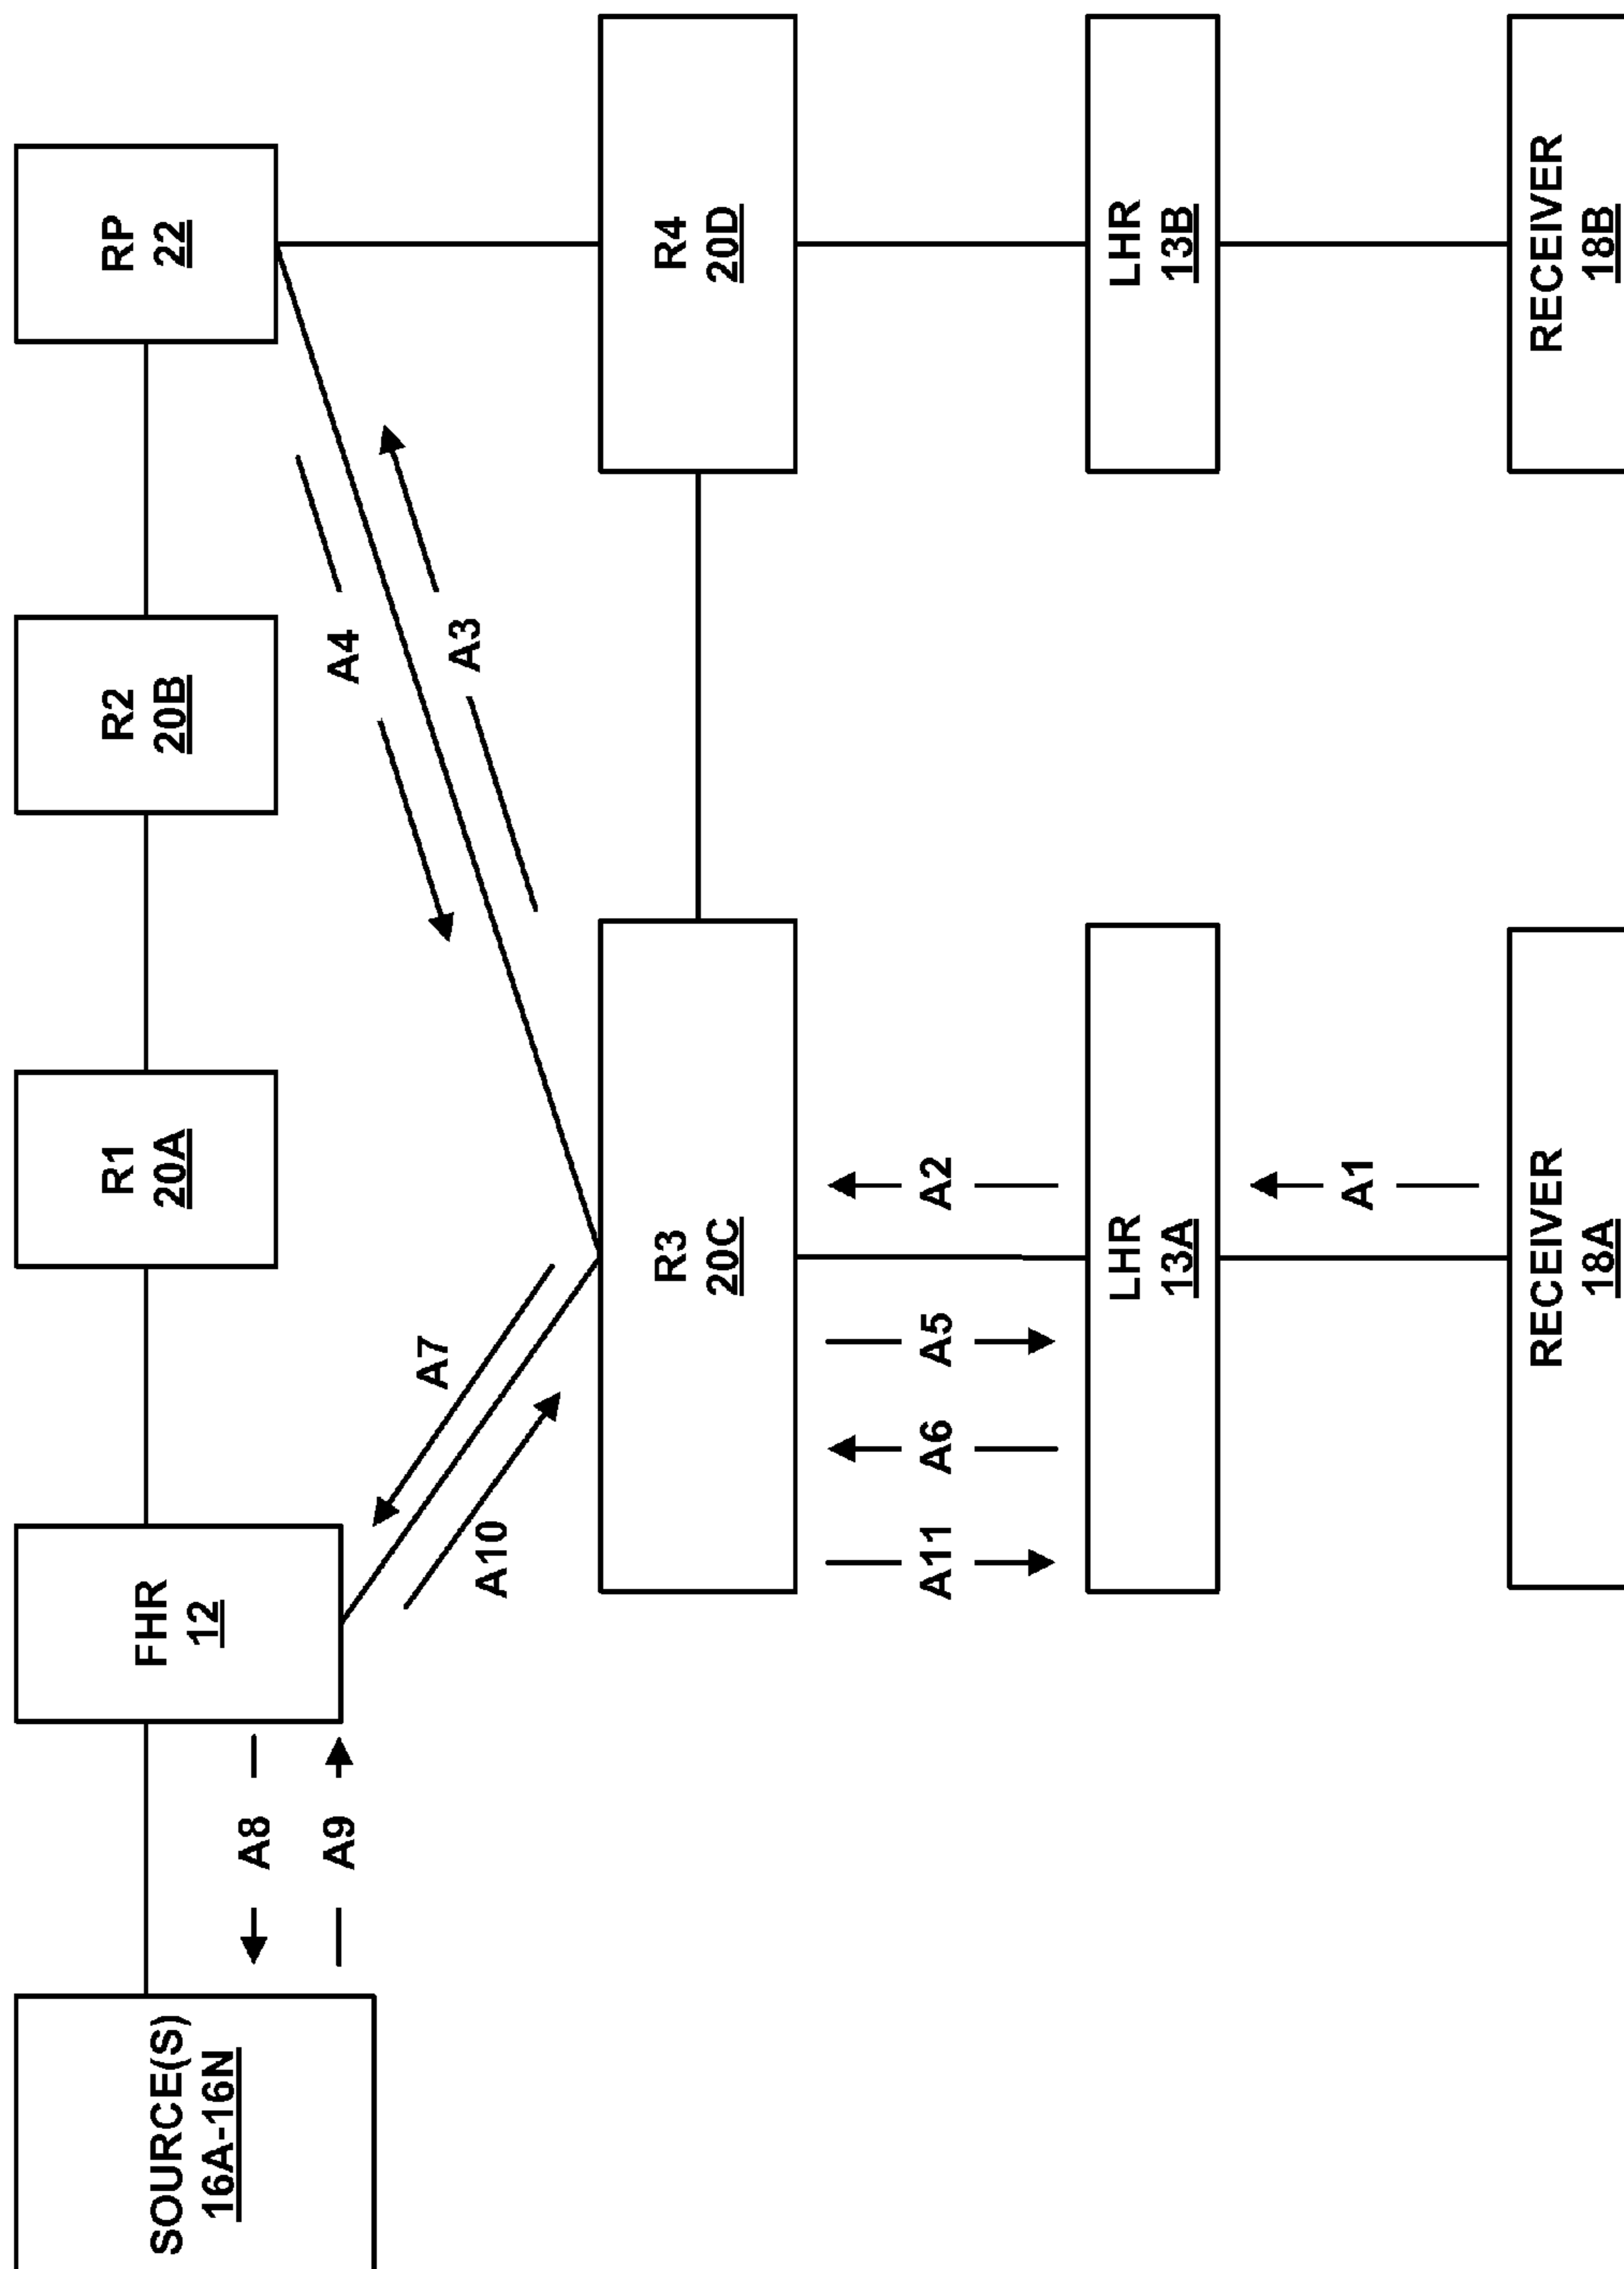 SOURCE(S)
16A-16N
FHR
12
R1
20A
R2
20B
RP
22
A8
A9
A7
A10
A4
A3
R3
20C
R4
20D
A11
A6
A5
A2
LHR
13A
LHR
13B
A1
RECEIVER
18A
RECEIVER
18B